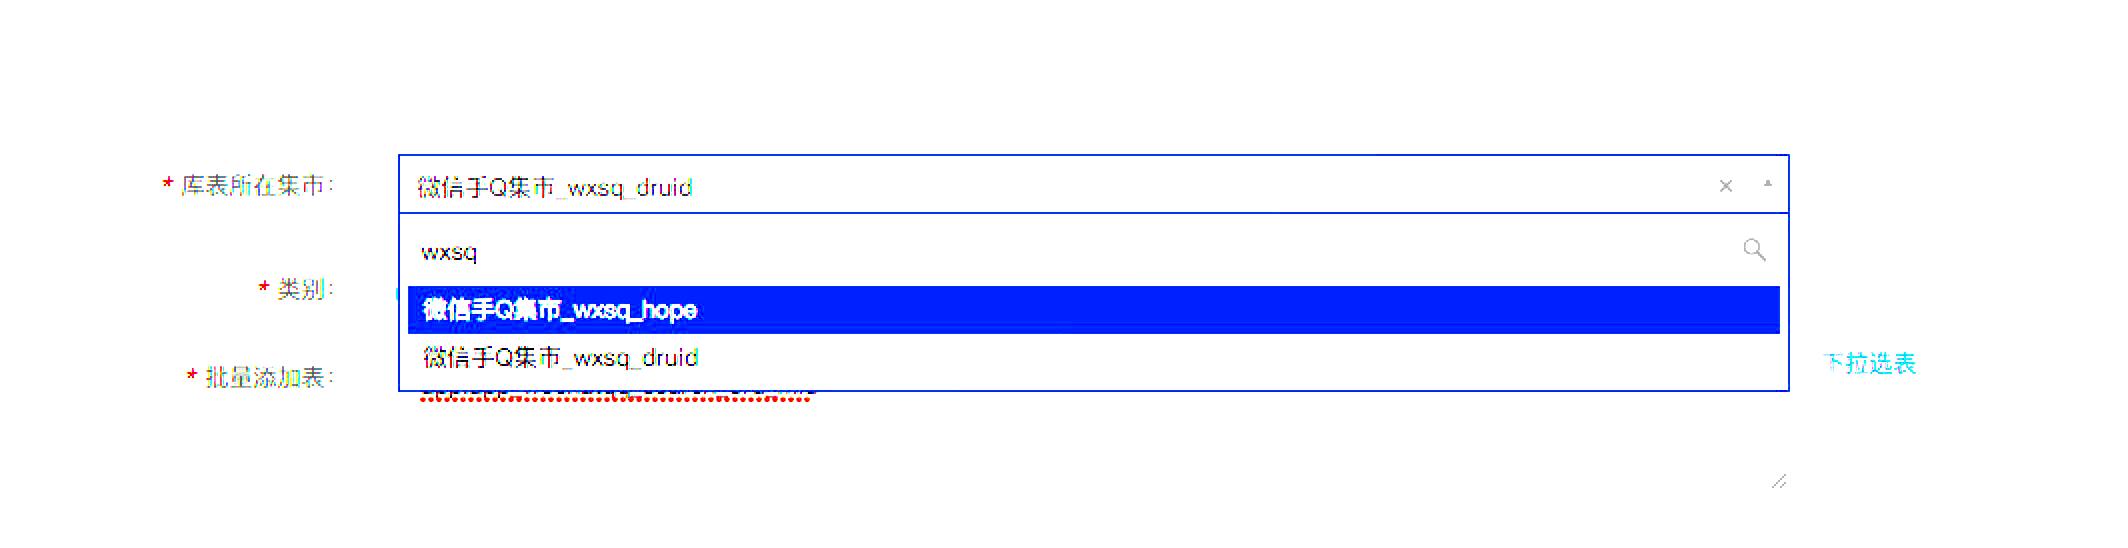 * 库表所在集市:
微信手Q集市_wxsq_druid
wxsq
* 类别:
微信手Q集市_wxsq_hope
微信手Q集市_wxsq_druid
* 批量添加表:
下拉选表